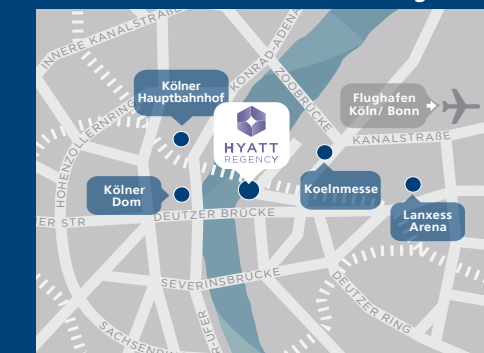 INNERE KANALSTRAßE
KONRAD-ADENA
ZOOBRÜCKE
Kölner
Hauptbahnhof
Flughafen
Köln/ Bonn
HOHENZOLLERNRING
HYATT
REGENCY
KANALSTRAßE
Kölner
Dom
Koelnmesse
Lanxess
Arena
ER STR
DEUTZER BRÜCKE
SEVERINSBRÜCKE
DEUTZER RING
R-UFER
SACHSENRI